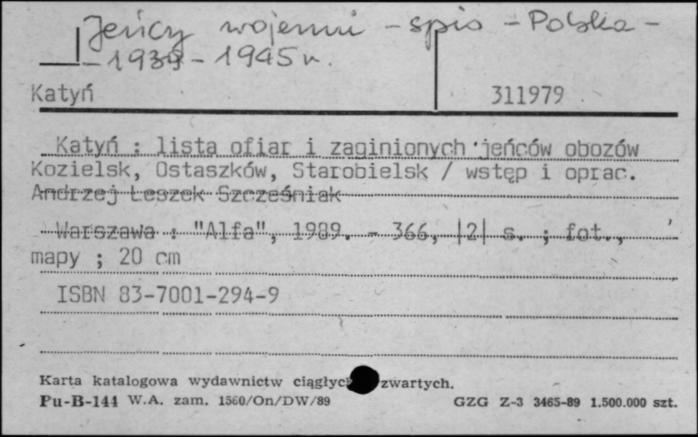 Jeńcy wojenni - spis - Polska -
- 1939 - 1945 r.
Katyń 311979
Katyń : lista ofiar i zaginionych jeńców obozów
Kozielsk, Ostaszków, Starobielsk / wstęp i oprac.
Andrzej Leszek Szcześniak
Warszawa : "Alfa", 1989. - 366, |2| s. ; fot.,
mapy ; 20 cm
ISBN 83-7001-294-9
Karta katalogowa wydawnictw ciągłyc zwartych.
Pu-B-144 W.A. zam. 1560/On/DW/89 GZG Z-3 3465-89 1.500.000 szt.